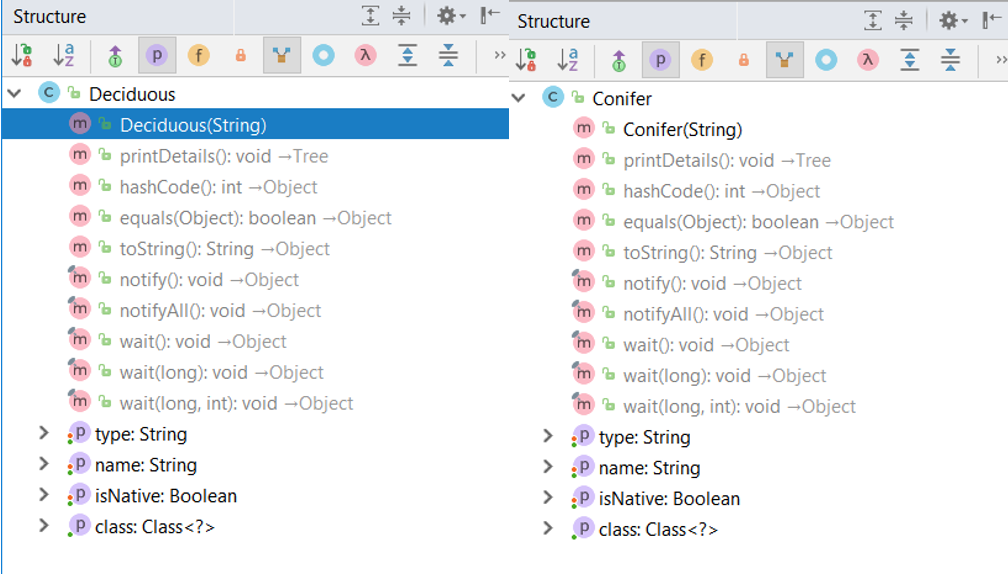 Structure
Deciduous
Deciduous(String)
printDetails(): void →Tree
hashCode(): int →Object
equals(Object): boolean →Object
toString(): String →Object
notify(): void →Object
notifyAll(): void →Object
wait(): void →Object
wait(long): void →Object
wait(long, int): void →Object
type: String
name: String
isNative: Boolean
class: Class<?>
Structure
Conifer
Conifer(String)
printDetails(): void →Tree
hashCode(): int →Object
equals(Object): boolean →Object
toString(): String →Object
notify(): void →Object
notifyAll(): void →Object
wait(): void →Object
wait(long): void →Object
wait(long, int): void →Object
type: String
name: String
isNative: Boolean
class: Class<?>